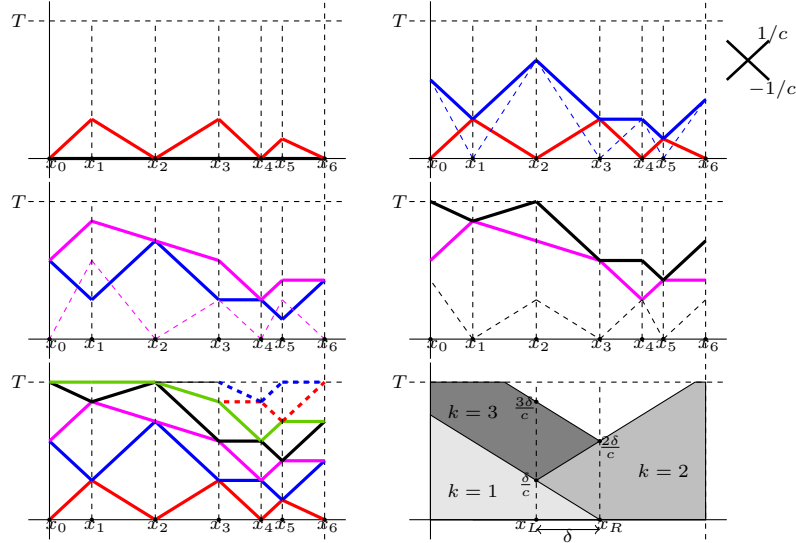 T
x₀ x₁ x₂ x₃ x₄ x₅ x₆
T
1/c
−1/c
x₀ x₁ x₂ x₃ x₄ x₅ x₆
T
x₀ x₁ x₂ x₃ x₄ x₅ x₆
T
x₀ x₁ x₂ x₃ x₄ x₅ x₆
T
x₀ x₁ x₂ x₃ x₄ x₅ x₆
T
3δ/c
k = 3
2δ/c
k = 2
δ/c
k = 1
x_L x_R
δ